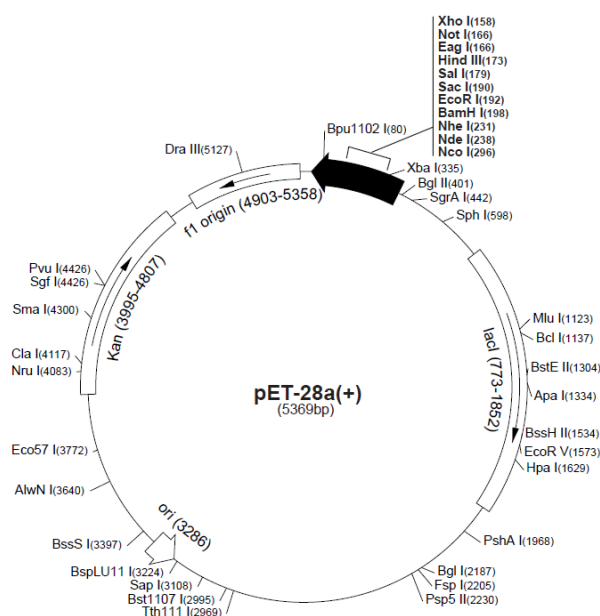 Xho I(158)
Not I(166)
Eag I(166)
Hind III(173)
Sal I(179)
Sac I(190)
EcoR I(192)
BamH I(198)
Nhe I(231)
Nde I(238)
Nco I(296)
Bpu1102 I(80)
Dra III(5127)
Xba I(335)
Bgl II(401)
SgrA I(442)
Sph I(598)
f1 origin (4903-5358)
Pvu I(4426)
Sgf I(4426)
Sma I(4300)
Kan (3995-4807)
Cla I(4117)
Nru I(4083)
Mlu I(1123)
Bcl I(1137)
lacI (773-1852)
BstE II(1304)
Apa I(1334)
pET-28a(+)
(5369bp)
BssH II(1534)
EcoR V(1573)
Hpa I(1629)
Eco57 I(3772)
AlwN I(3640)
ori (3286)
BssS I(3397)
PshA I(1968)
BspLU11 I(3224)
Sap I(3108)
Bst1107 I(2995)
Tth111 I(2969)
Bgl I(2187)
Fsp I(2205)
Psp5 II(2230)